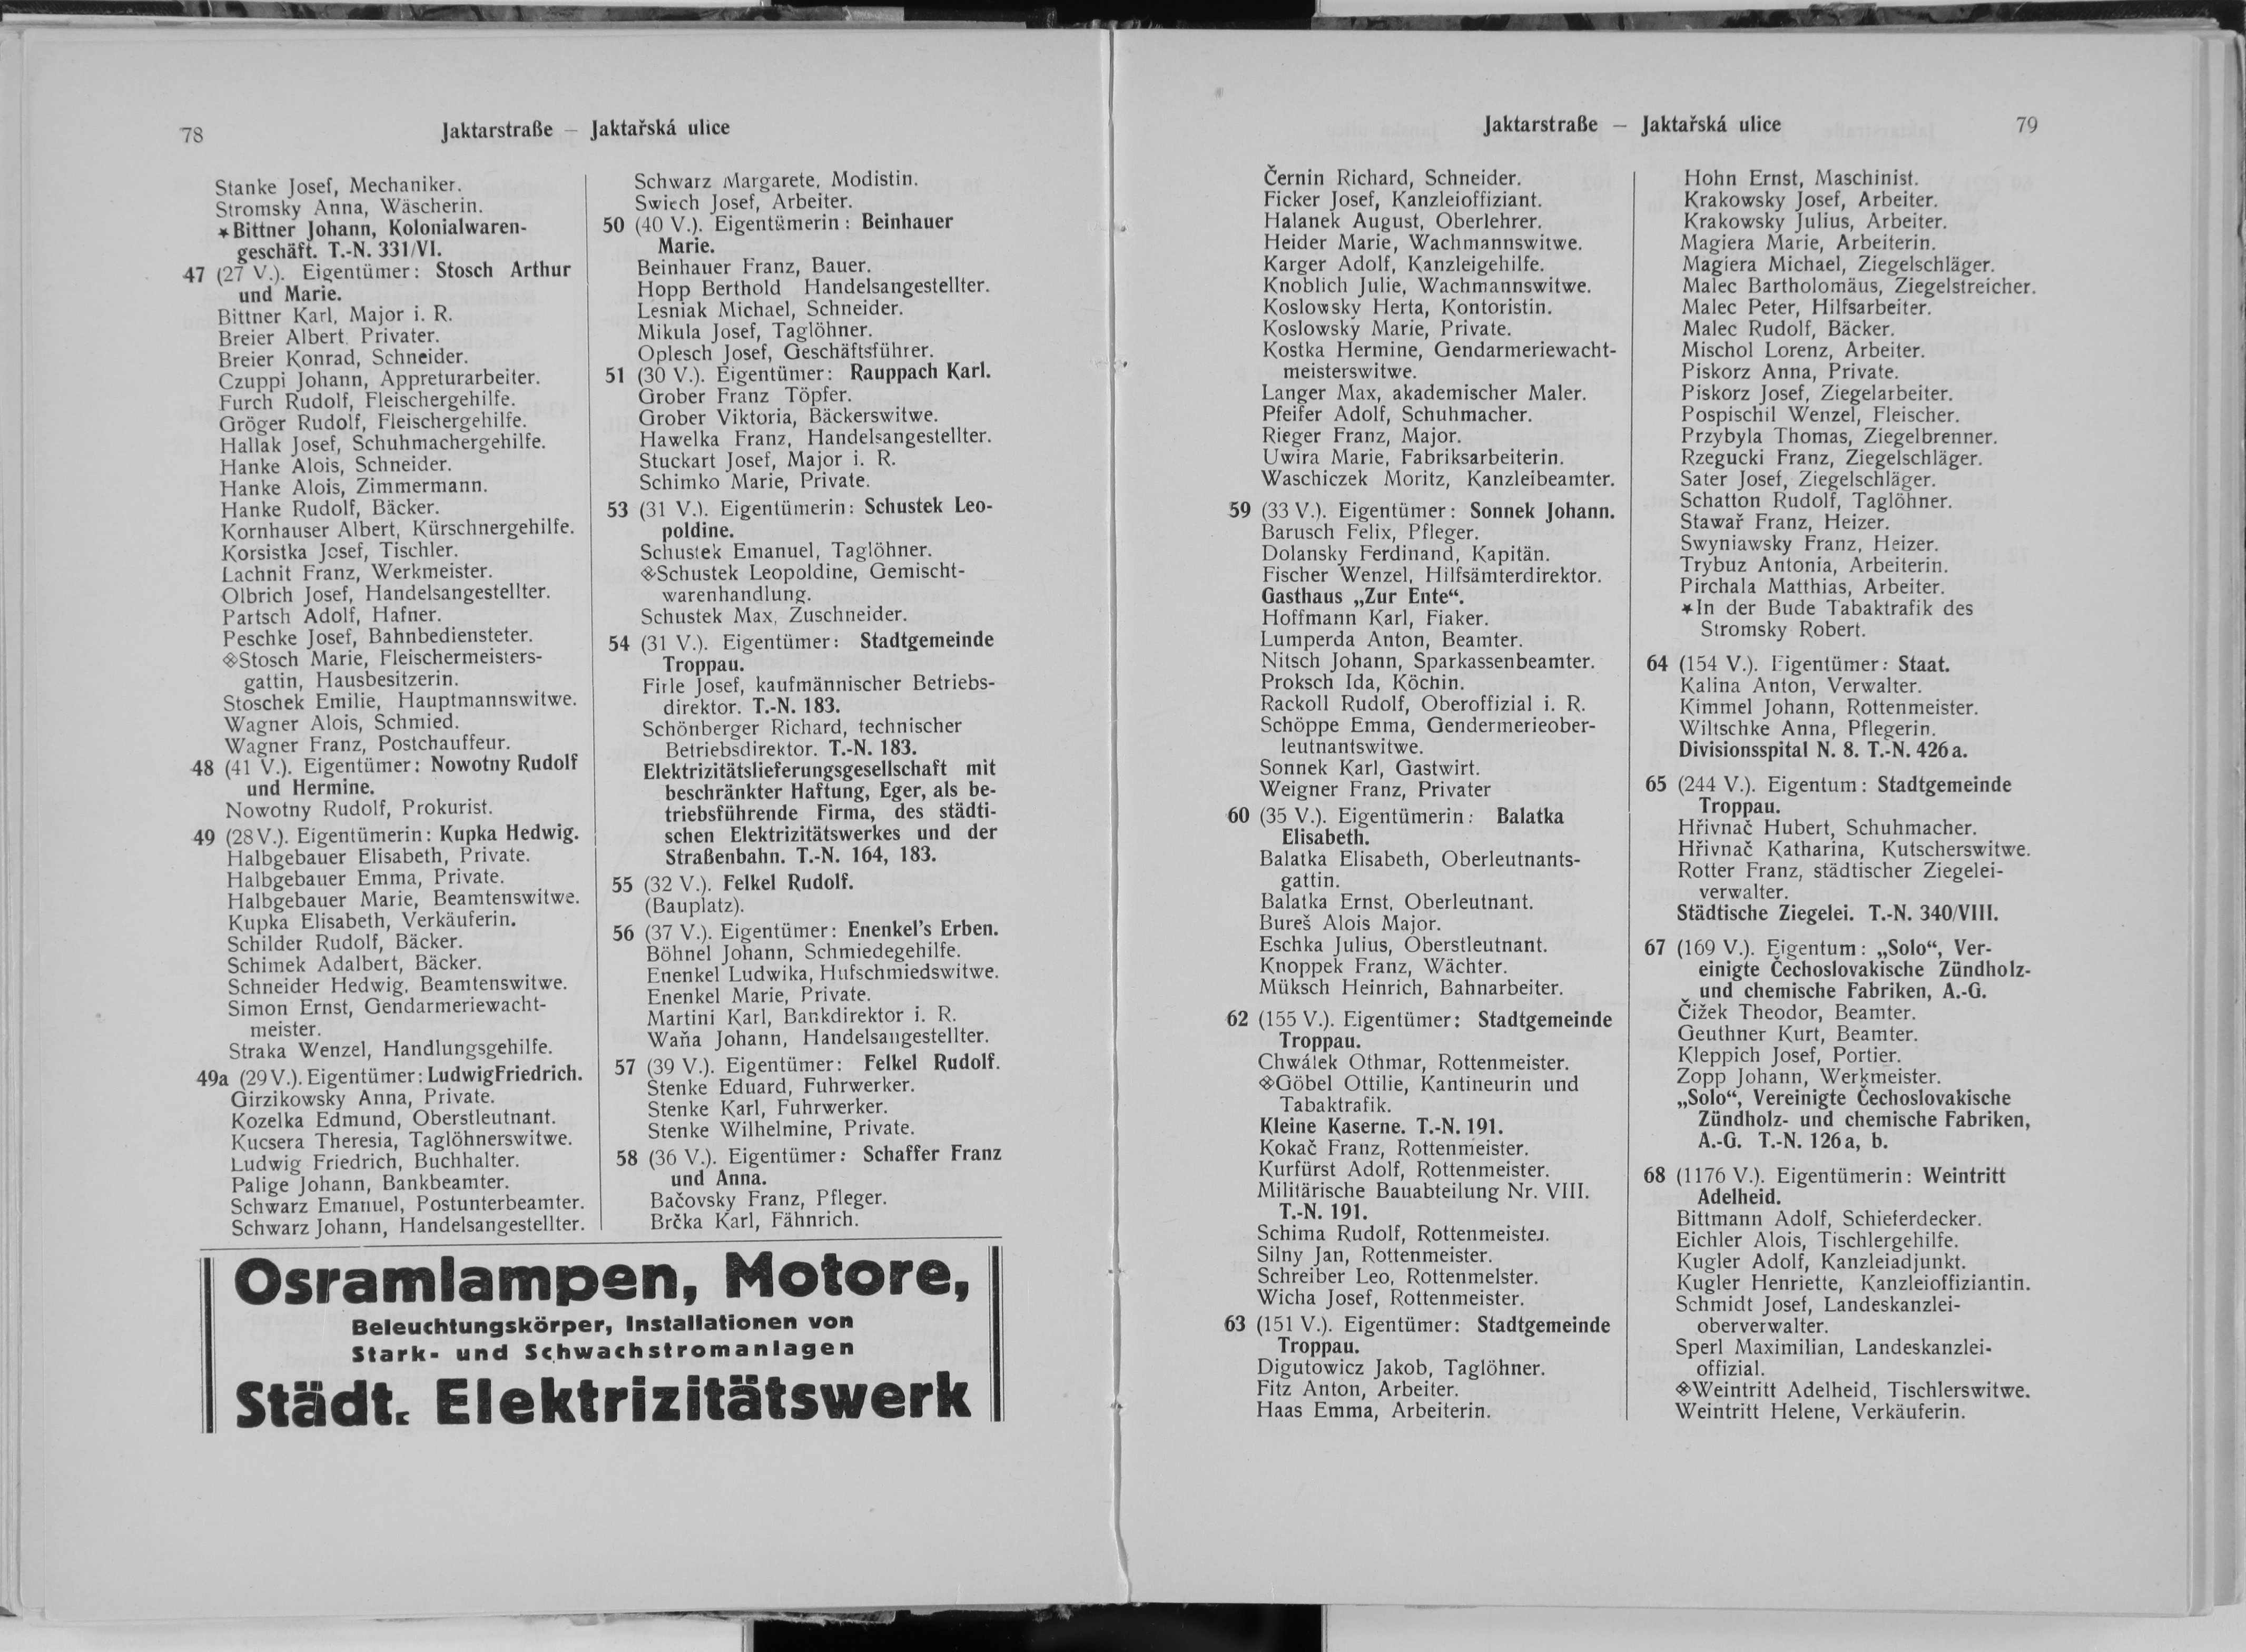 78
Jaktarstraße — Jaktařská ulice
Stanke Josef, Mechaniker.
Stromsky Anna, Wäscherin.
✶Bittner Johann, Kolonialwaren-
geschäft. T.-N. 331/VI.
47 (27 V.). Eigentümer: Stosch Arthur
und Marie.
Bittner Karl, Major i. R.
Breier Albert. Privater.
Breier Konrad, Schneider.
Czuppi Johann, Appreturarbeiter.
Furch Rudolf, Fleischergehilfe.
Gröger Rudolf, Fleischergehilfe.
Hallak Josef, Schuhmachergehilfe.
Hanke Alois, Schneider.
Hanke Alois, Zimmermann.
Hanke Rudolf, Bäcker.
Kornhauser Albert, Kürschnergehilfe.
Korsistka Josef, Tischler.
Lachnit Franz, Werkmeister.
Olbrich Josef, Handelsangestellter.
Partsch Adolf, Hafner.
Peschke Josef, Bahnbediensteter.
※Stosch Marie, Fleischermeisters-
gattin, Hausbesitzerin.
Stoschek Emilie, Hauptmannswitwe.
Wagner Alois, Schmied.
Wagner Franz, Postchauffeur.
48 (41 V.). Eigentümer: Nowotny Rudolf
und Hermine.
Nowotny Rudolf, Prokurist.
49 (28 V.). Eigentümerin: Kupka Hedwig.
Halbgebauer Elisabeth, Private.
Halbgebauer Emma, Private.
Halbgebauer Marie, Beamtenswitwe.
Kupka Elisabeth, Verkäuferin.
Schilder Rudolf, Bäcker.
Schimek Adalbert, Bäcker.
Schneider Hedwig, Beamtenswitwe.
Simon Ernst, Gendarmeriewacht-
meister.
Straka Wenzel, Handlungsgehilfe.
49a (29 V.). Eigentümer: Ludwig Friedrich.
Girzikowsky Anna, Private.
Kozelka Edmund, Oberstleutnant.
Kucsera Theresia, Taglöhnerswitwe.
Ludwig Friedrich, Buchhalter.
Palige Johann, Bankbeamter.
Schwarz Emanuel, Postunterbeamter.
Schwarz Johann, Handelsangestellter.
Schwarz Margarete, Modistin.
Swiech Josef, Arbeiter.
50 (40 V.). Eigentümerin: Beinhauer
Marie.
Beinhauer Franz, Bauer.
Hopp Berthold Handelsangestellter.
Lesniak Michael, Schneider.
Mikula Josef, Taglöhner.
Oplesch Josef, Geschäftsführer.
51 (30 V.). Eigentümer: Rauppach Karl.
Grober Franz Töpfer.
Grober Viktoria, Bäckerswitwe.
Hawelka Franz, Handelsangestellter.
Stuckart Josef, Major i. R.
Schimko Marie, Private.
53 (31 V.). Eigentümerin: Schustek Leo-
poldine.
Schustek Emanuel, Taglöhner.
※Schustek Leopoldine, Gemischt-
warenhandlung.
Schustek Max, Zuschneider.
54 (31 V.). Eigentümer: Stadtgemeinde
Troppau.
Firle Josef, kaufmännischer Betriebs-
direktor. T.-N. 183.
Schönberger Richard, technischer
Betriebsdirektor. T.-N. 183.
Elektrizitätslieferungsgesellschaft mit
beschränkter Haftung, Eger, als be-
triebsführende Firma, des städti-
schen Elektrizitätswerkes und der
Straßenbahn. T.-N. 164, 183.
55 (32 V.). Felkel Rudolf.
(Bauplatz).
56 (37 V.). Eigentümer: Enenkel's Erben.
Böhnel Johann, Schmiedegehilfe.
Enenkel Ludwika, Hufschmiedswitwe.
Enenkel Marie, Private.
Martini Karl, Bankdirektor i. R.
Waňa Johann, Handelsangestellter.
57 (39 V.). Eigentümer: Felkel Rudolf.
Stenke Eduard, Fuhrwerker.
Stenke Karl, Fuhrwerker.
Stenke Wilhelmine, Private.
58 (36 V.). Eigentümer: Schaffer Franz
und Anna.
Bačovsky Franz, Pfleger.
Brčka Karl, Fähnrich.
Osramlampen, Motore,
Beleuchtungskörper, Installationen von
Stark- und Schwachstromanlagen
Städt. Elektrizitätswerk
Jaktarstraße — Jaktařská ulice
79
Černin Richard, Schneider.
Ficker Josef, Kanzleioffiziant.
Halanek August, Oberlehrer.
Heider Marie, Wachmannswitwe.
Karger Adolf, Kanzleigehilfe.
Knoblich Julie, Wachmannswitwe.
Koslowsky Herta, Kontoristin.
Koslowsky Marie, Private.
Kostka Hermine, Gendarmeriewacht-
meisterswitwe.
Langer Max, akademischer Maler.
Pfeifer Adolf, Schuhmacher.
Rieger Franz, Major.
Uwira Marie, Fabriksarbeiterin.
Waschiczek Moritz, Kanzleibeamter.
59 (33 V.). Eigentümer: Sonnek Johann.
Barusch Felix, Pfleger.
Dolansky Ferdinand, Kapitän.
Fischer Wenzel, Hilfsämterdirektor.
Gasthaus „Zur Ente“.
Hoffmann Karl, Fiaker.
Lumperda Anton, Beamter.
Nitsch Johann, Sparkassenbeamter.
Proksch Ida, Köchin.
Rackoll Rudolf, Oberoffizial i. R.
Schöppe Emma, Gendermerieober-
leutnantswitwe.
Sonnek Karl, Gastwirt.
Weigner Franz, Privater
60 (35 V.). Eigentümerin: Balatka
Elisabeth.
Balatka Elisabeth, Oberleutnants-
gattin.
Balatka Ernst, Oberleutnant.
Bureš Alois Major.
Eschka Julius, Oberstleutnant.
Knoppek Franz, Wächter.
Müksch Heinrich, Bahnarbeiter.
62 (155 V.). Eigentümer: Stadtgemeinde
Troppau.
Chwálek Othmar, Rottenmeister.
※Göbel Ottilie, Kantineurin und
Tabaktrafik.
Kleine Kaserne. T.-N. 191.
Kokač Franz, Rottenmeister.
Kurfürst Adolf, Rottenmeister.
Militärische Bauabteilung Nr. VIII.
T.-N. 191.
Schima Rudolf, Rottenmeister.
Silny Jan, Rottenmeister.
Schreiber Leo, Rottenmelster.
Wicha Josef, Rottenmeister.
63 (151 V.). Eigentümer: Stadtgemeinde
Troppau.
Digutowicz Jakob, Taglöhner.
Fitz Anton, Arbeiter.
Haas Emma, Arbeiterin.
Hohn Ernst, Maschinist.
Krakowsky Josef, Arbeiter.
Krakowsky Julius, Arbeiter.
Magiera Marie, Arbeiterin.
Magiera Michael, Ziegelschläger.
Malec Bartholomäus, Ziegelstreicher.
Malec Peter, Hilfsarbeiter.
Malec Rudolf, Bäcker.
Mischol Lorenz, Arbeiter.
Piskorz Anna, Private.
Piskorz Josef, Ziegelarbeiter.
Pospischil Wenzel, Fleischer.
Przybyla Thomas, Ziegelbrenner.
Rzegucki Franz, Ziegelschläger.
Sater Josef, Ziegelschläger.
Schatton Rudolf, Taglöhner.
Stawař Franz, Heizer.
Swyniawsky Franz, Heizer.
Trybuz Antonia, Arbeiterin.
Pirchala Matthias, Arbeiter.
✶In der Bude Tabaktrafik des
Stromsky Robert.
64 (154 V.). Eigentümer: Staat.
Kalina Anton, Verwalter.
Kimmel Johann, Rottenmeister.
Wiltschke Anna, Pflegerin.
Divisionsspital N. 8. T.-N. 426a.
65 (244 V.). Eigentum: Stadtgemeinde
Troppau.
Hřivnač Hubert, Schuhmacher.
Hřivnač Katharina, Kutscherswitwe.
Rotter Franz, städtischer Ziegelei-
verwalter.
Städtische Ziegelei. T.-N. 340/VIII.
67 (169 V.). Eigentum: „Solo“, Ver-
einigte Čechoslovakische Zündholz-
und chemische Fabriken, A.-G.
Čižek Theodor, Beamter.
Geuthner Kurt, Beamter.
Kleppich Josef, Portier.
Zopp Johann, Werkmeister.
„Solo“, Vereinigte Čechoslovakische
Zündholz- und chemische Fabriken,
A.-G. T.-N. 126a, b.
68 (1176 V.). Eigentümerin: Weintritt
Adelheid.
Bittmann Adolf, Schieferdecker.
Eichler Alois, Tischlergehilfe.
Kugler Adolf, Kanzleiadjunkt.
Kugler Henriette, Kanzleioffiziantin.
Schmidt Josef, Landeskanzlei-
oberverwalter.
Sperl Maximilian, Landeskanzlei-
offizial.
※Weintritt Adelheid, Tischlerswitwe.
Weintritt Helene, Verkäuferin.